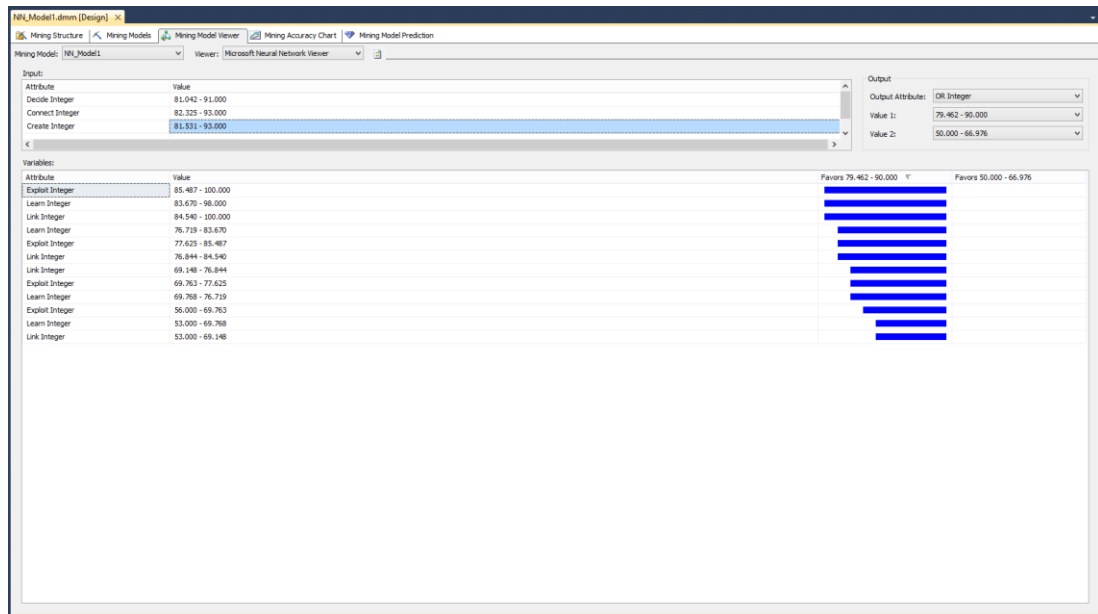 NN_Model1.dmm [Design]
Mining Structure Mining Models Mining Model Viewer Mining Accuracy Chart Mining Model Prediction
Mining Model: NN_Model1 Viewer: Microsoft Neural Network Viewer
Input:
Attribute Value
Decide Integer 81.042 - 91.000
Connect Integer 82.325 - 93.000
Create Integer 81.531 - 93.000
Output
Output Attribute: OR Integer
Value 1: 79.462 - 90.000
Value 2: 50.000 - 66.976
Variables:
Attribute Value Favors 79.462 - 90.000 Favors 50.000 - 66.976
Exploit Integer 85.487 - 100.000
Learn Integer 83.670 - 98.000
Link Integer 84.540 - 100.000
Learn Integer 76.719 - 83.670
Exploit Integer 77.625 - 85.487
Link Integer 76.844 - 84.540
Link Integer 69.148 - 76.844
Exploit Integer 69.763 - 77.625
Learn Integer 69.768 - 76.719
Exploit Integer 56.000 - 69.763
Learn Integer 53.000 - 69.768
Link Integer 53.000 - 69.148